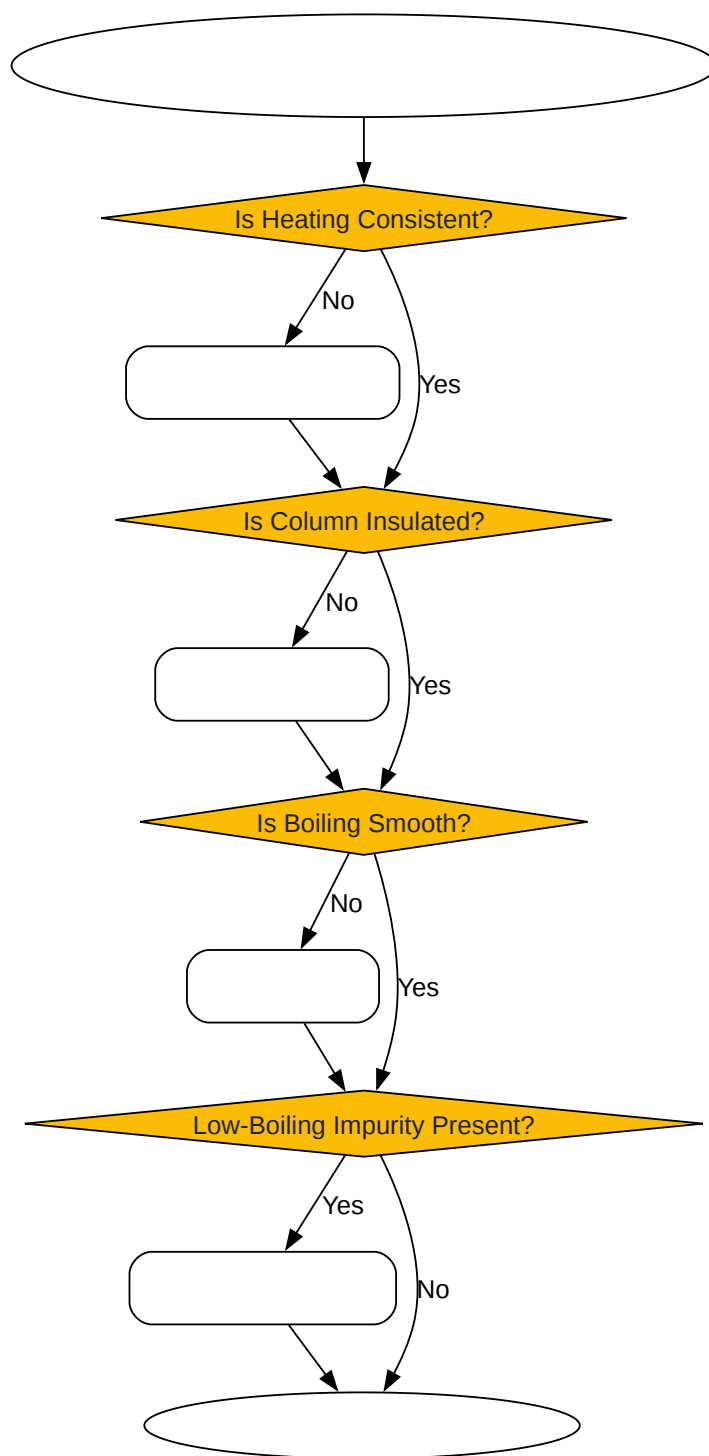 Is Heating Consistent?
No
Yes
Is Column Insulated?
No
Yes
Is Boiling Smooth?
No
Yes
Low-Boiling Impurity Present?
Yes
No